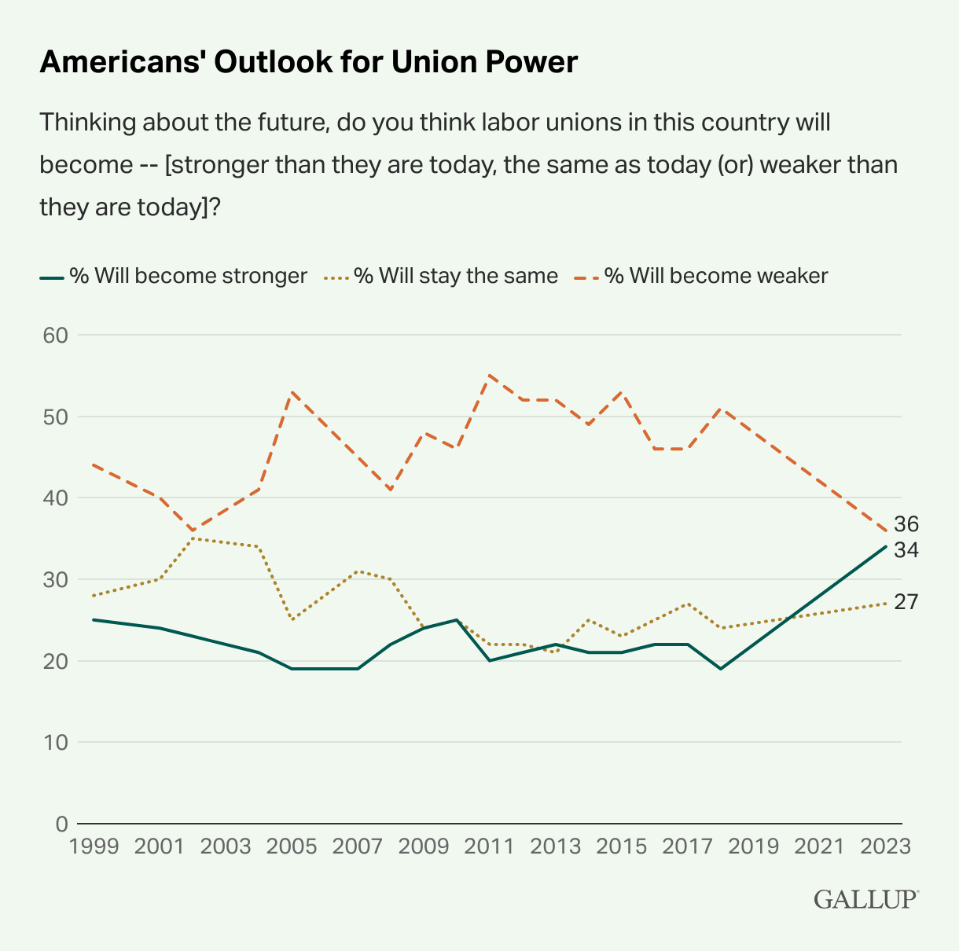 Americans' Outlook for Union Power
Thinking about the future, do you think labor unions in this country will
become -- [stronger than they are today, the same as today (or) weaker than
they are today]?
% Will become stronger % Will stay the same % Will become weaker
60
50
40
30
20
10
0
36
34
27
1999 2001 2003 2005 2007 2009 2011 2013 2015 2017 2019 2021 2023
GALLUP